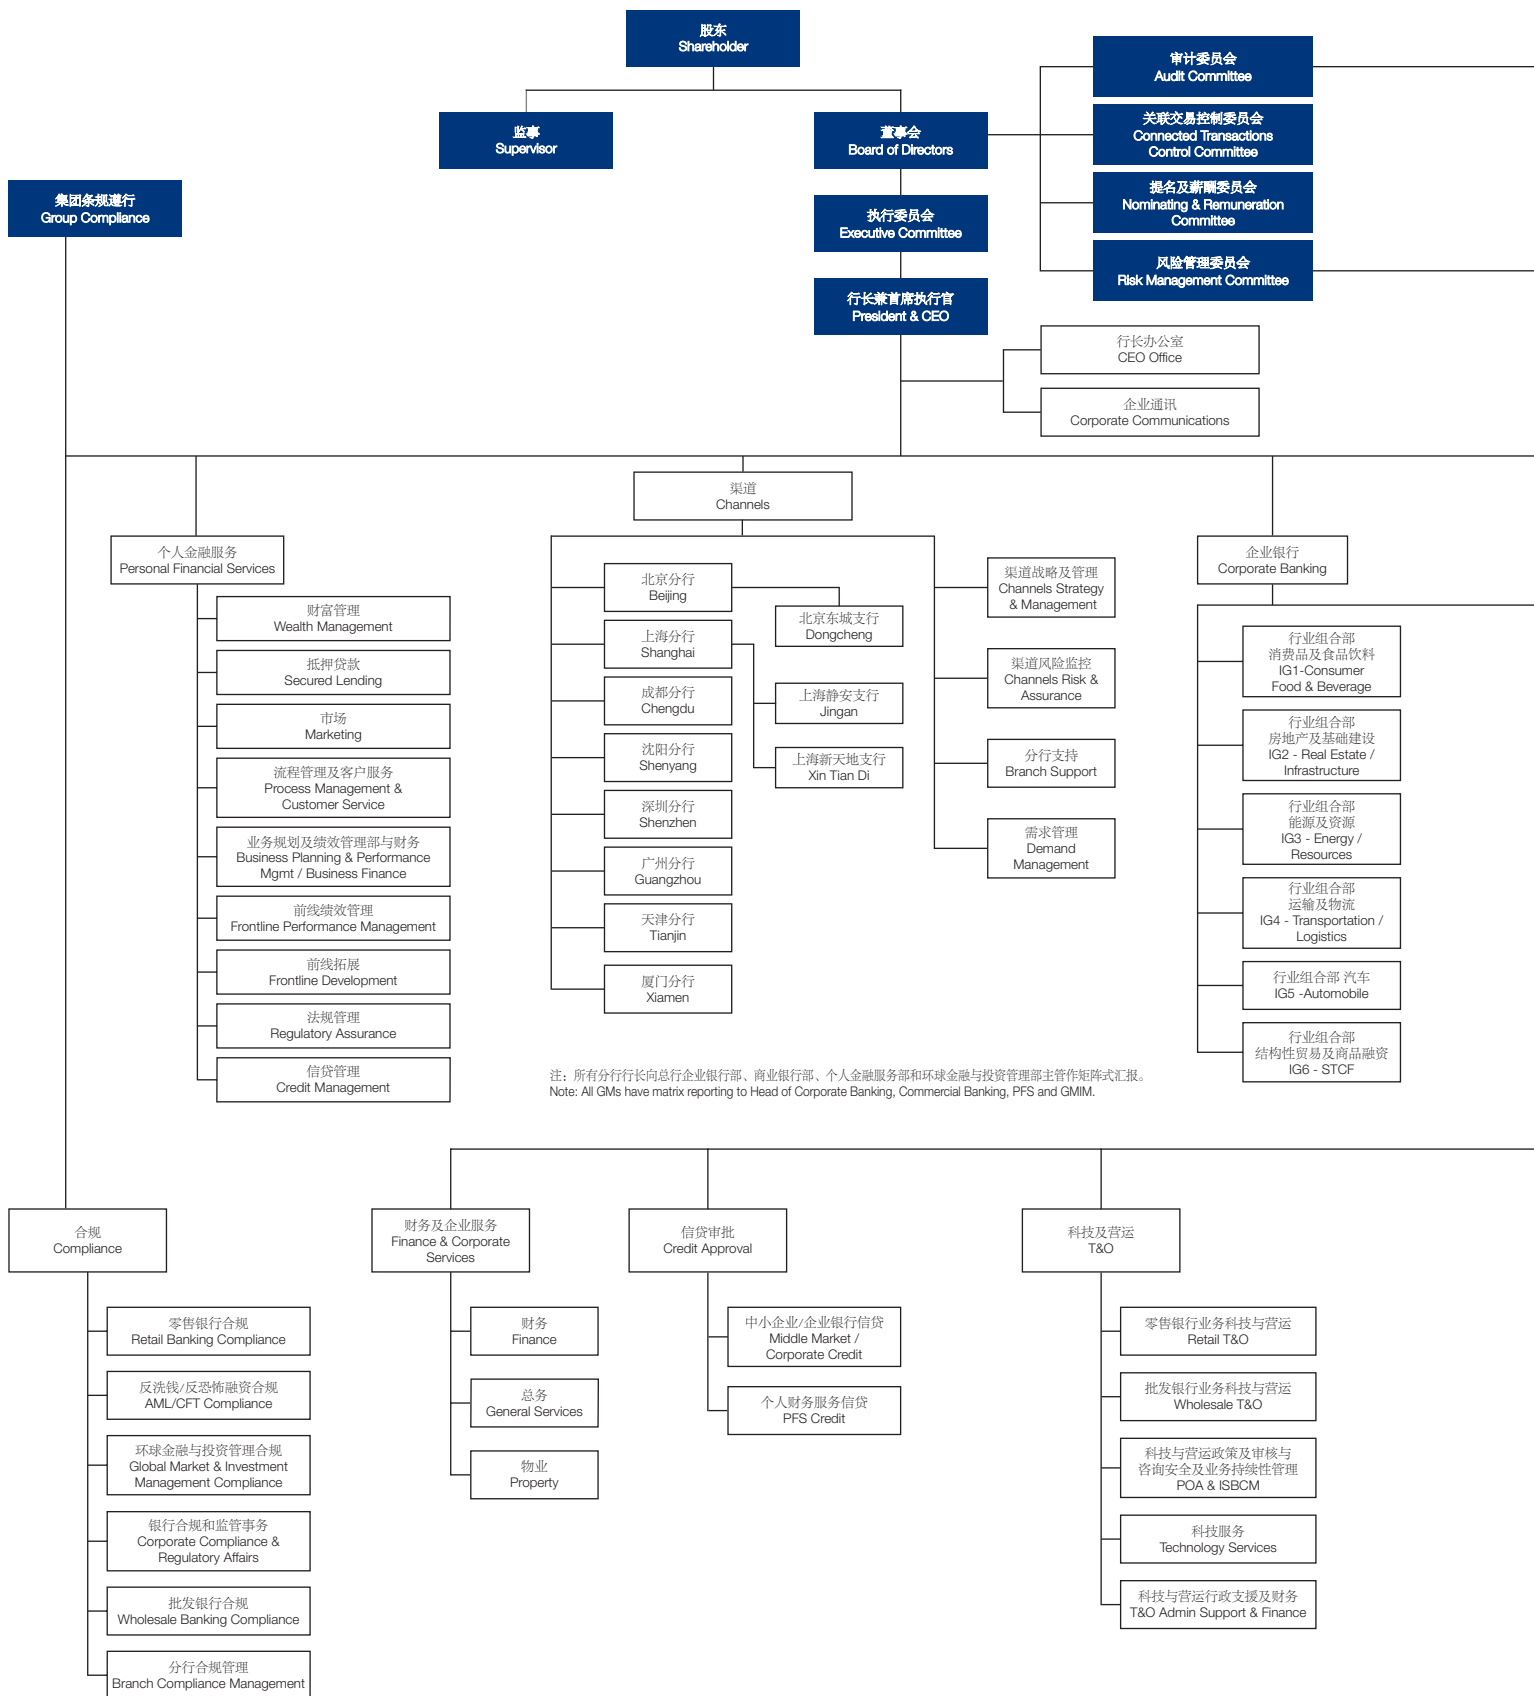 股东
Shareholder
监事
Supervisor
董事会
Board of Directors
审计委员会
Audit Committee
关联交易控制委员会
Connected Transactions
Control Committee
提名及薪酬委员会
Nominating & Remuneration
Committee
风险管理委员会
Risk Management Committee
集团条规遵行
Group Compliance
执行委员会
Executive Committee
行长兼首席执行官
President & CEO
行长办公室
CEO Office
企业通讯
Corporate Communications
个人金融服务
Personal Financial Services
财富管理
Wealth Management
抵押贷款
Secured Lending
市场
Marketing
流程管理及客户服务
Process Management &
Customer Service
业务规划及绩效管理部与财务
Business Planning & Performance
Mgmt / Business Finance
前线绩效管理
Frontline Performance Management
前线拓展
Frontline Development
法规管理
Regulatory Assurance
信贷管理
Credit Management
渠道
Channels
北京分行
Beijing
上海分行
Shanghai
成都分行
Chengdu
沈阳分行
Shenyang
深圳分行
Shenzhen
广州分行
Guangzhou
天津分行
Tianjin
厦门分行
Xiamen
北京东城支行
Dongcheng
上海静安支行
Jingan
上海新天地支行
Xin Tian Di
渠道战略及管理
Channels Strategy
& Management
渠道风险监控
Channels Risk &
Assurance
分行支持
Branch Support
需求管理
Demand
Management
企业银行
Corporate Banking
行业组合部
消费品及食品饮料
IG1-Consumer
Food & Beverage
行业组合部
房地产及基础建设
IG2 - Real Estate /
Infrastructure
行业组合部
能源及资源
IG3 - Energy /
Resources
行业组合部
运输及物流
IG4 - Transportation /
Logistics
行业组合部 汽车
IG5 -Automobile
行业组合部
结构性贸易及商品融资
IG6 - STCF
注：所有分行行长向总行企业银行部、商业银行部、个人金融服务部和环球金融与投资管理部主管作矩阵式汇报。
Note: All GMs have matrix reporting to Head of Corporate Banking, Commercial Banking, PFS and GMIM.
合规
Compliance
零售银行合规
Retail Banking Compliance
反洗钱/反恐怖融资合规
AML/CFT Compliance
环球金融与投资管理合规
Global Market & Investment
Management Compliance
银行合规和监管事务
Corporate Compliance &
Regulatory Affairs
批发银行合规
Wholesale Banking Compliance
分行合规管理
Branch Compliance Management
财务及企业服务
Finance & Corporate
Services
财务
Finance
总务
General Services
物业
Property
信贷审批
Credit Approval
中小企业/企业银行信贷
Middle Market /
Corporate Credit
个人财务服务信贷
PFS Credit
科技及营运
T&O
零售银行业务科技与营运
Retail T&O
批发银行业务科技与营运
Wholesale T&O
科技与营运政策及审核与
咨询安全及业务持续性管理
POA & ISBCM
科技服务
Technology Services
科技与营运行政支援及财务
T&O Admin Support & Finance